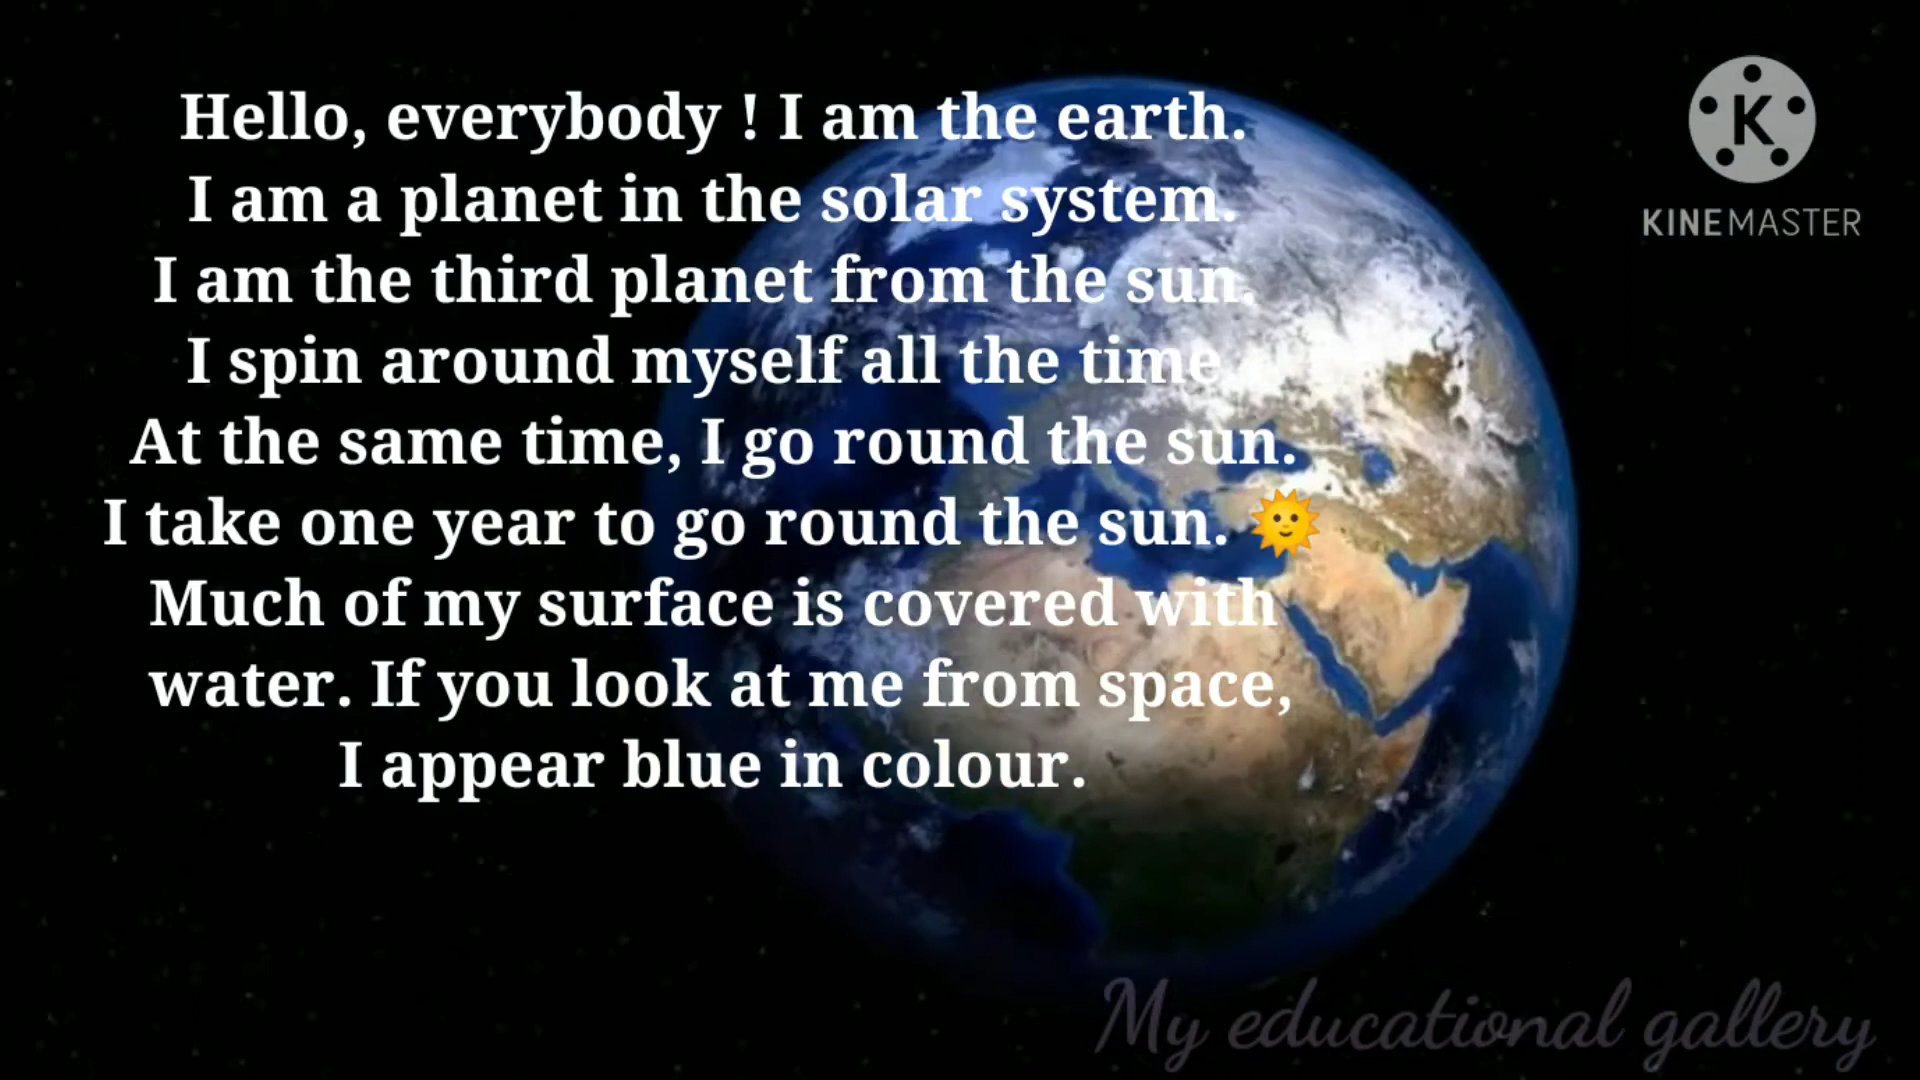 Hello, everybody ! I am the earth.
I am a planet in the solar system.
I am the third planet from the sun.
I spin around myself all the time.
At the same time, I go round the sun.
I take one year to go round the sun. 🌞
Much of my surface is covered with
water. If you look at me from space,
I appear blue in colour.
K
KINEMASTER
My educational gallery